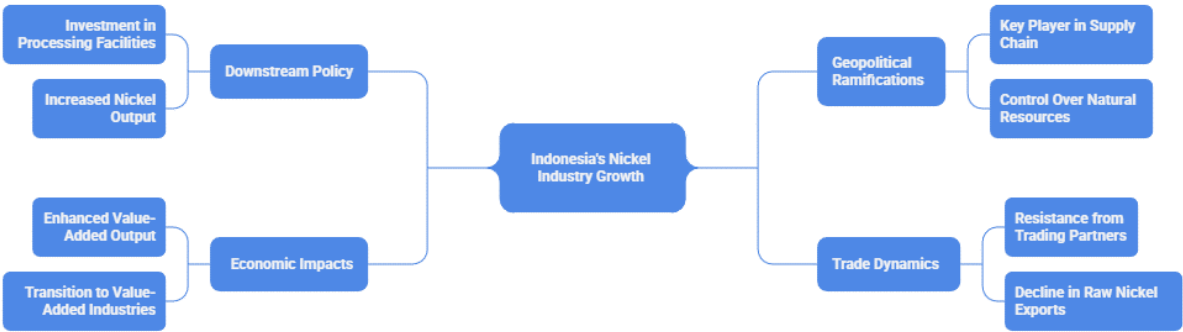 Investment in
Processing Facilities
Downstream Policy
Increased Nickel
Output
Enhanced Value-
Added Output
Economic Impacts
Transition to Value-
Added Industries
Indonesia's Nickel
Industry Growth
Geopolitical
Ramifications
Key Player in Supply
Chain
Control Over Natural
Resources
Trade Dynamics
Resistance from
Trading Partners
Decline in Raw Nickel
Exports